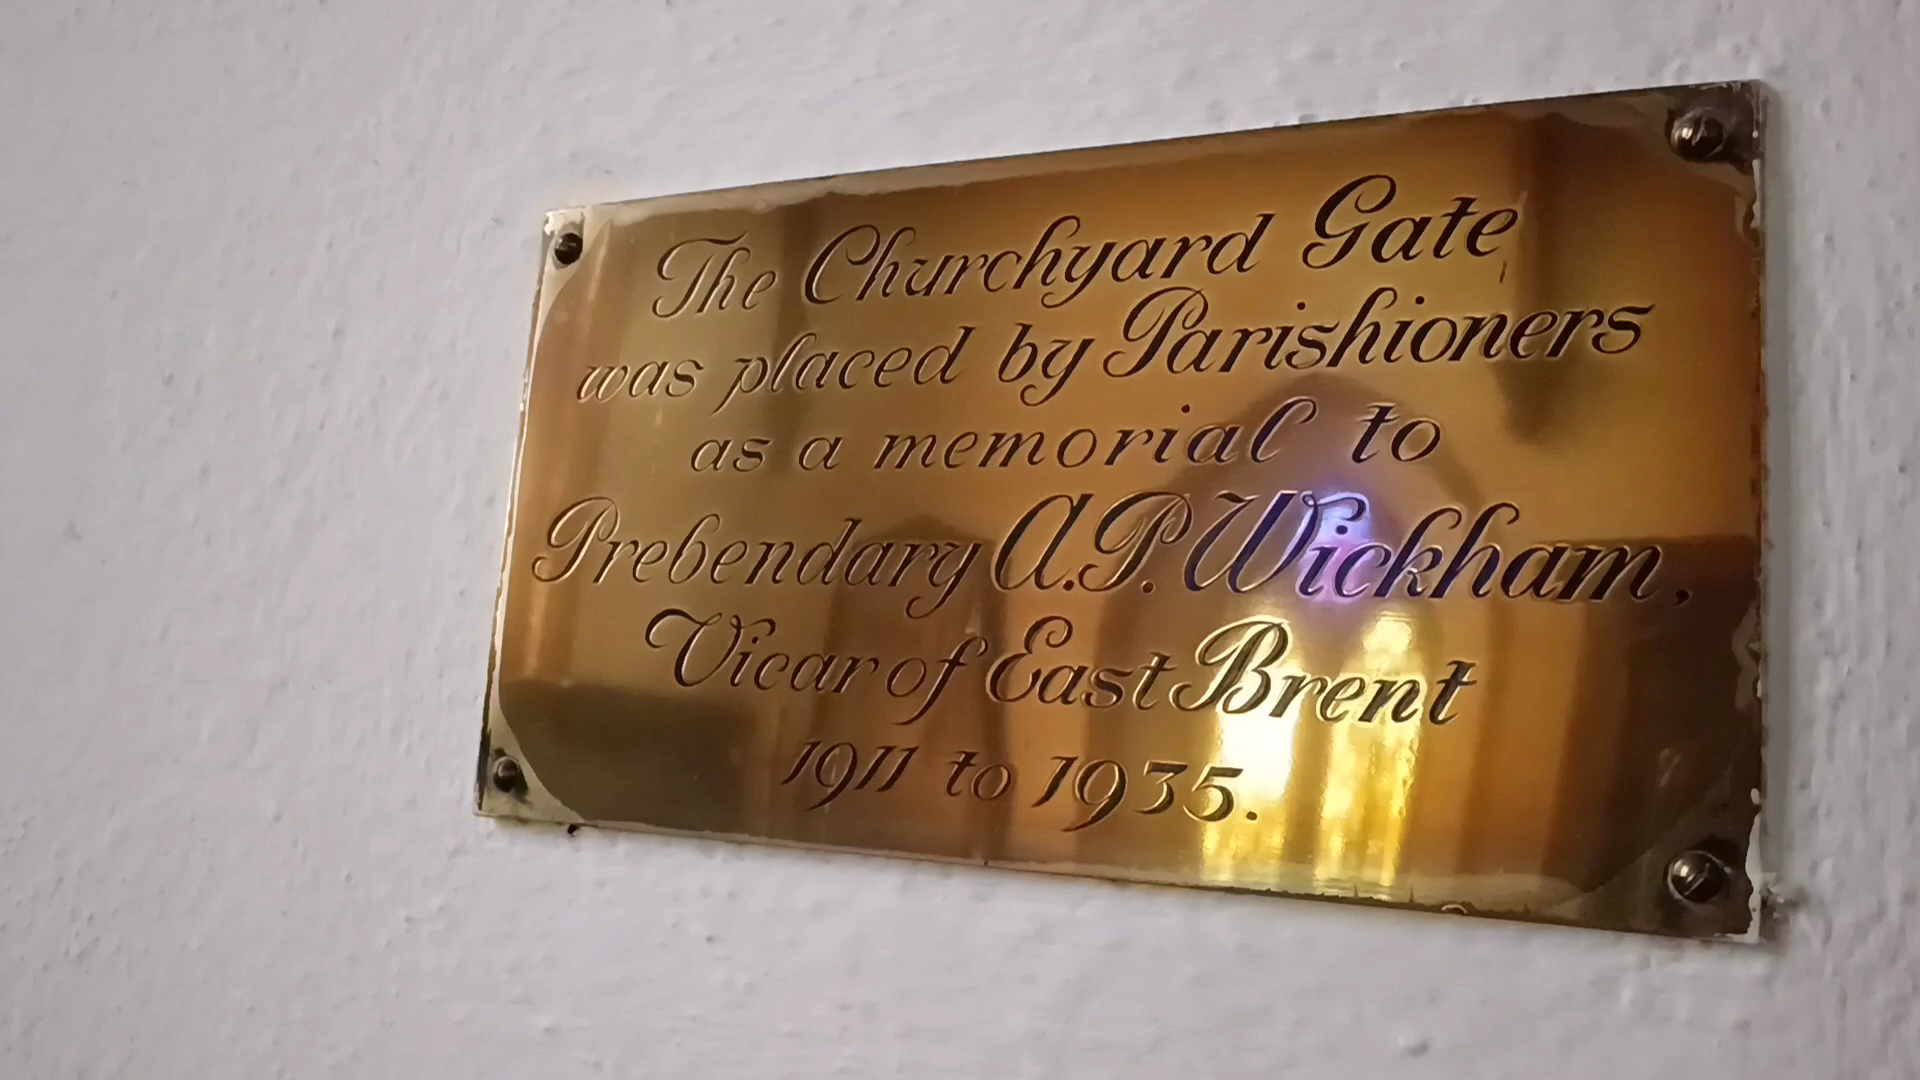 The Churchyard Gate
was placed by Parishioners
as a memorial to
Prebendary A.P. Wickham,
Vicar of East Brent
1911 to 1935.